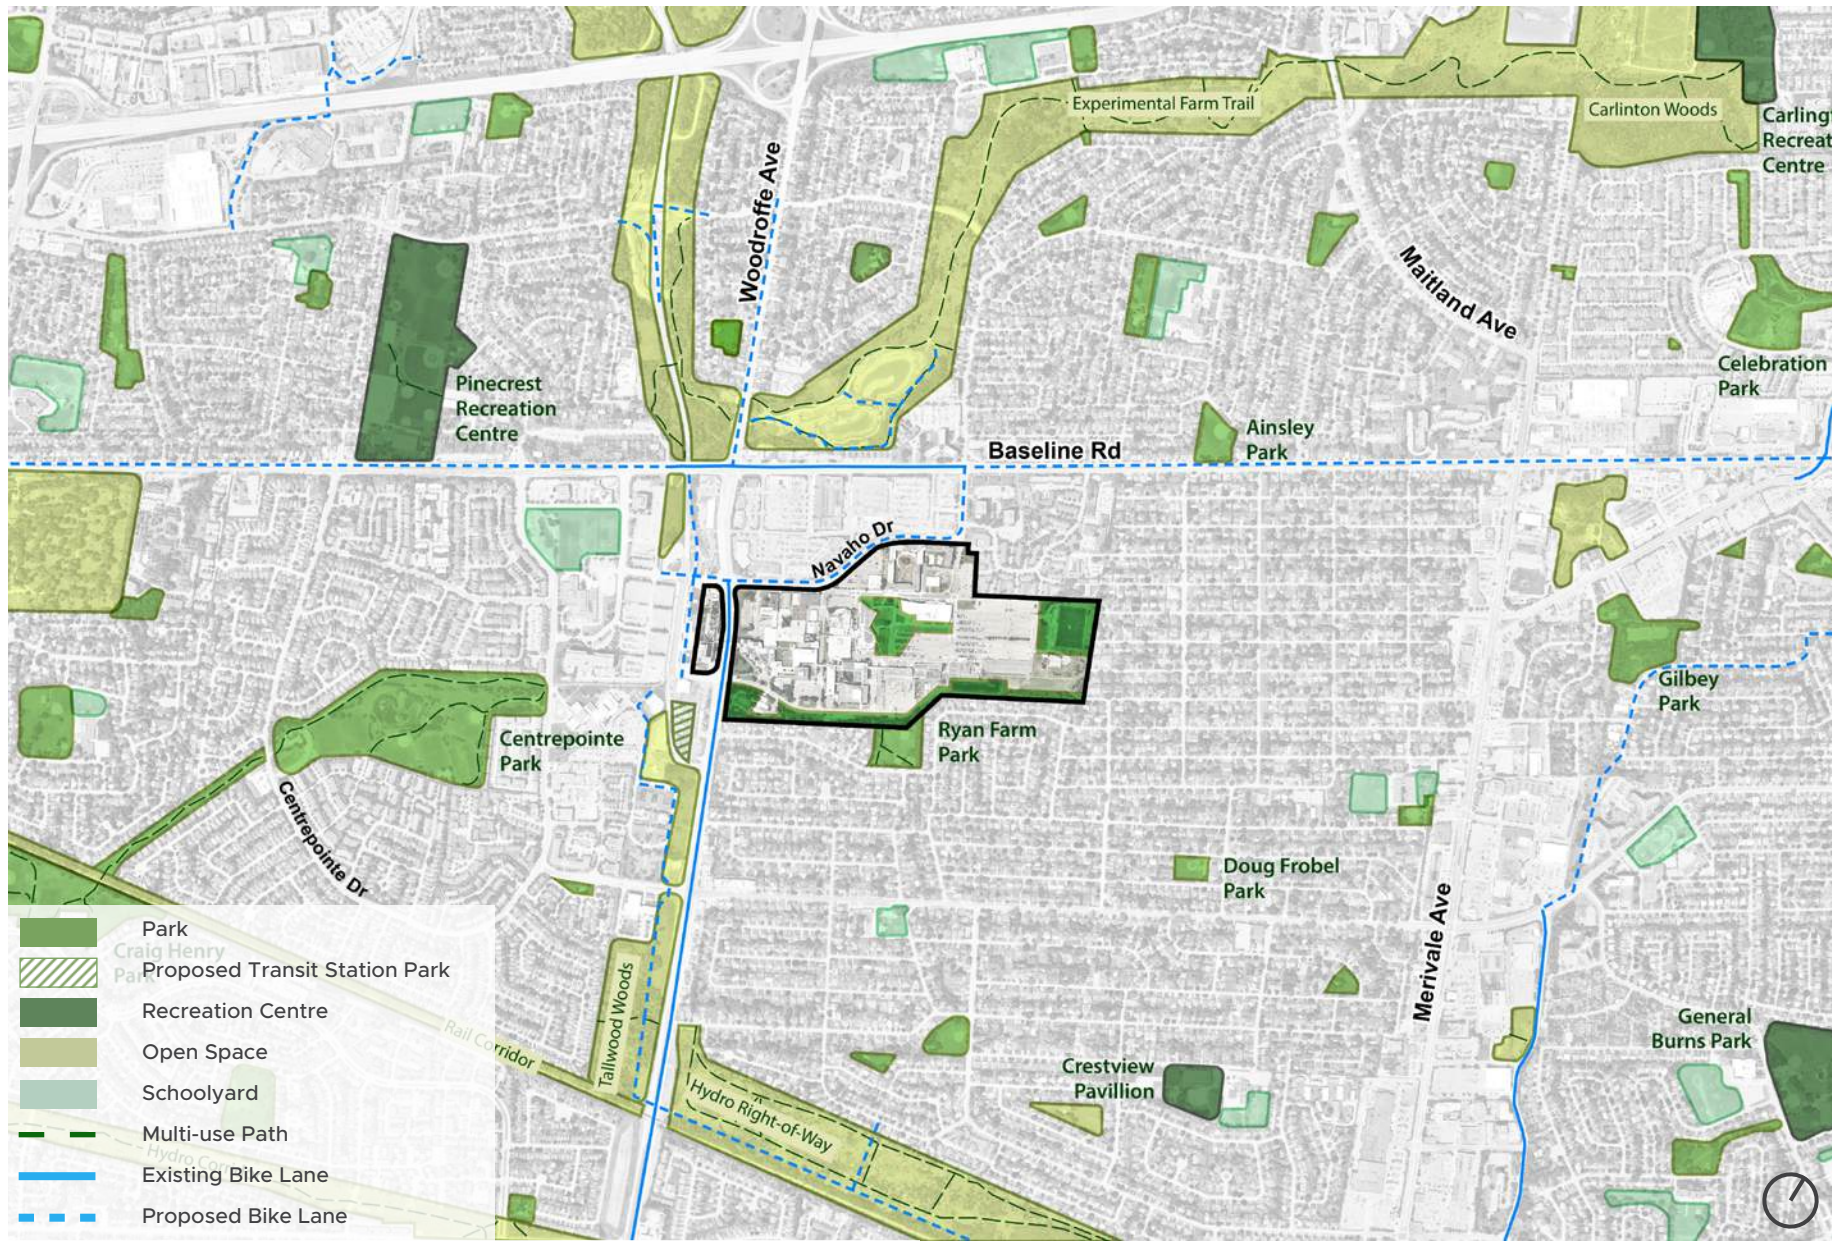 Experimental Farm Trail
Carlinton Woods
Carlingt
Recreat
Centre
Woodroffe Ave
Maitland Ave
Celebration
Park
Pinecrest
Recreation
Centre
Ainsley
Park
Baseline Rd
Navaho Dr
Gilbey
Park
Centrepointe
Park
Ryan Farm
Park
Centrepointe Dr
Doug Frobel
Park
Merivale Ave
Craig Henry
Park
Rail Corridor
Tallwood Woods
Hydro Right-of-Way
Crestview
Pavillion
General
Burns Park
Park
Proposed Transit Station Park
Recreation Centre
Open Space
Schoolyard
Multi-use Path
Hydro
Existing Bike Lane
Proposed Bike Lane